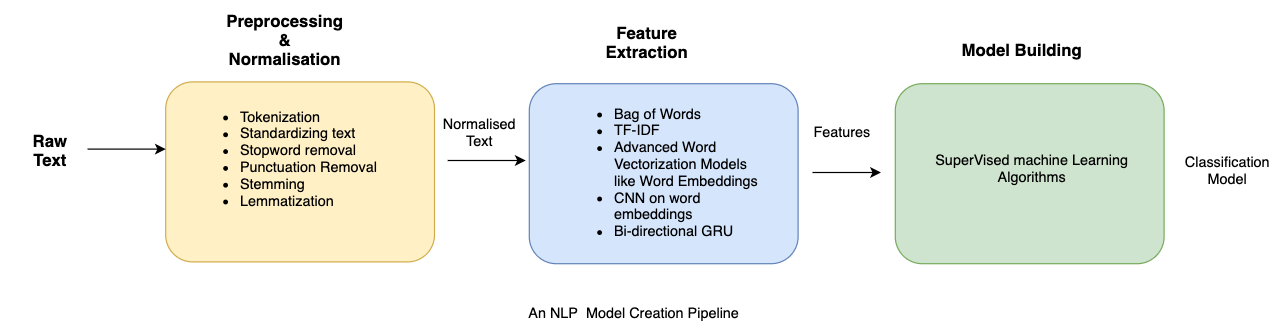 Preprocessing
&
Normalisation
Feature
Extraction
Model Building
Raw
Text
• Tokenization
• Standardizing text
• Stopword removal
• Punctuation Removal
• Stemming
• Lemmatization
Normalised
Text
• Bag of Words
• TF-IDF
• Advanced Word
Vectorization Models
like Word Embeddings
• CNN on word
embeddings
• Bi-directional GRU
Features
SuperVised machine Learning
Algorithms
Classification
Model
An NLP  Model Creation Pipeline